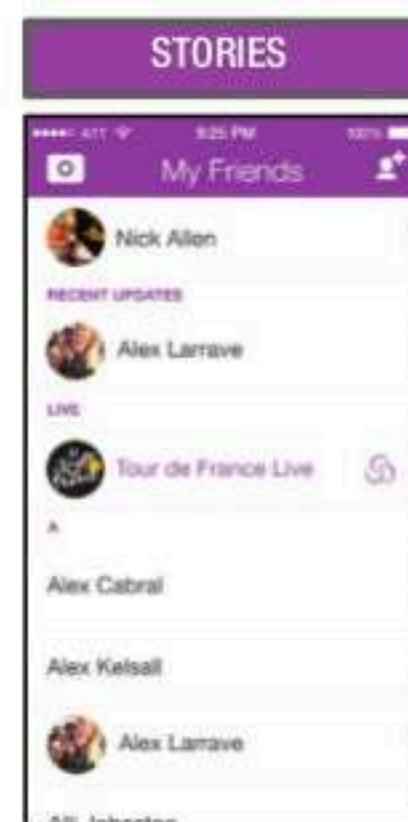 STORIES
ATT 9:25 PM 100%
My Friends
Nick Allen
RECENT UPDATES
Alex Larrave
LIVE
Tour de France Live
A
Alex Cabral
Alex Kelsall
Alex Larrave